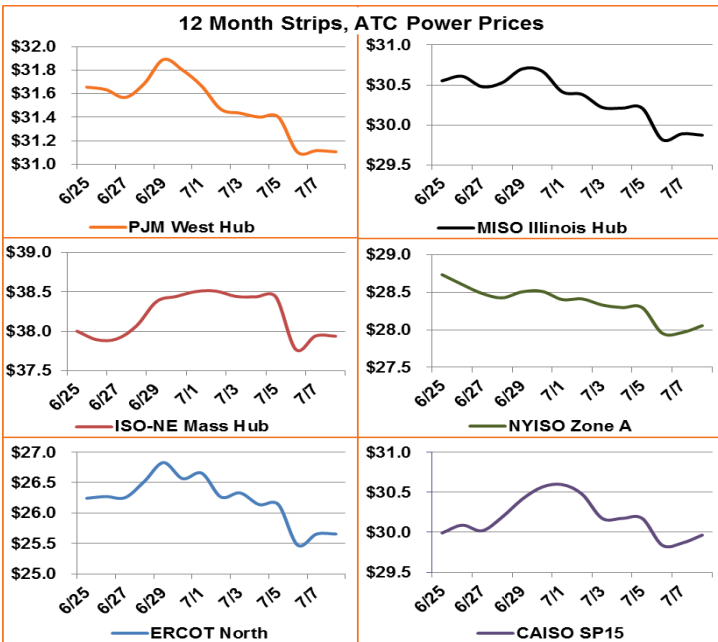 12 Month Strips, ATC Power Prices
$32.0
$31.8
$31.6
$31.4
$31.2
$31.0
6/25 6/27 6/29 7/1 7/3 7/5 7/7
PJM West Hub
$31.0
$30.5
$30.0
$29.5
6/25 6/27 6/29 7/1 7/3 7/5 7/7
MISO Illinois Hub
$39.0
$38.5
$38.0
$37.5
6/25 6/27 6/29 7/1 7/3 7/5 7/7
ISO-NE Mass Hub
$29.0
$28.5
$28.0
$27.5
6/25 6/27 6/29 7/1 7/3 7/5 7/7
NYISO Zone A
$27.0
$26.5
$26.0
$25.5
$25.0
6/25 6/27 6/29 7/1 7/3 7/5 7/7
ERCOT North
$31.0
$30.5
$30.0
$29.5
6/25 6/27 6/29 7/1 7/3 7/5 7/7
CAISO SP15